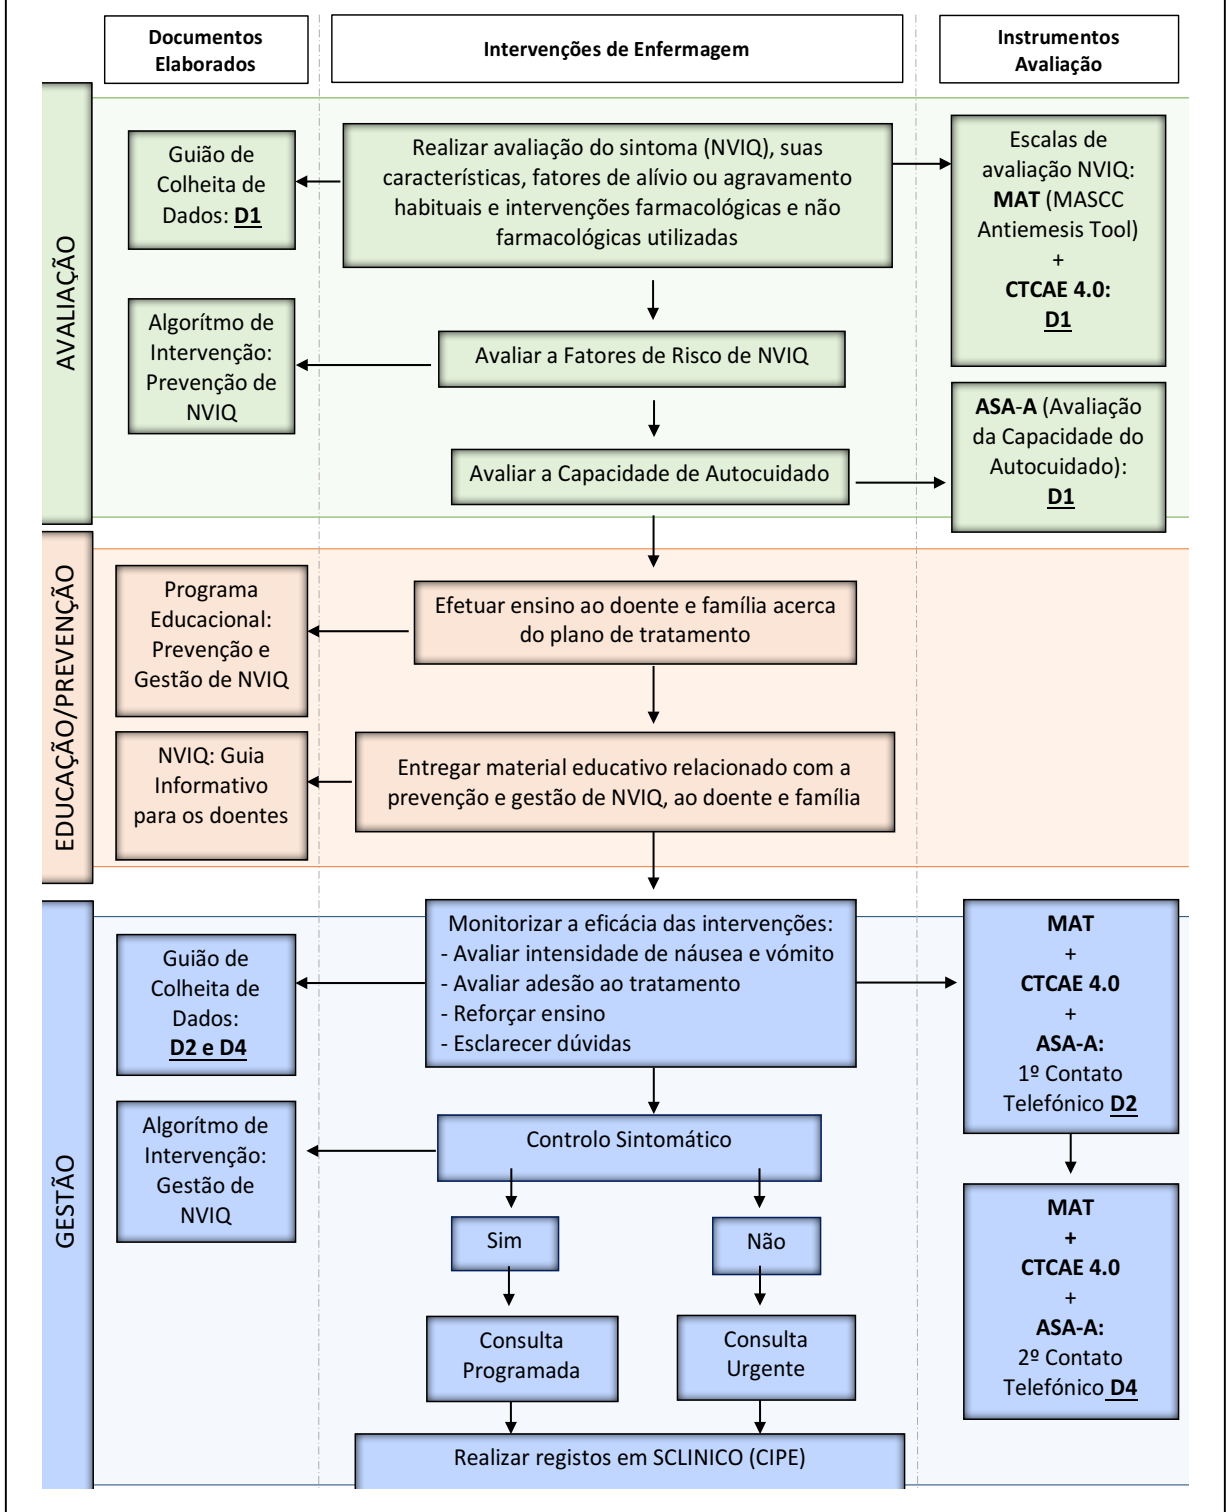 Documentos
Elaborados
Intervenções de Enfermagem
Instrumentos
Avaliação
AVALIAÇÃO
Guião de
Colheita de
Dados: D1
Realizar avaliação do sintoma (NVIQ), suas
características, fatores de alívio ou agravamento
habituais e intervenções farmacológicas e não
farmacológicas utilizadas
Escalas de
avaliação NVIQ:
MAT (MASCC
Antiemesis Tool)
+
CTCAE 4.0:
D1
Algorítmo de
Intervenção:
Prevenção de
NVIQ
Avaliar a Fatores de Risco de NVIQ
Avaliar a Capacidade de Autocuidado
ASA-A (Avaliação
da Capacidade do
Autocuidado):
D1
EDUCAÇÃO/PREVENÇÃO
Programa
Educacional:
Prevenção e
Gestão de NVIQ
Efetuar ensino ao doente e família acerca
do plano de tratamento
NVIQ: Guia
Informativo
para os doentes
Entregar material educativo relacionado com a
prevenção e gestão de NVIQ, ao doente e família
GESTÃO
Guião de
Colheita de
Dados:
D2 e D4
Monitorizar a eficácia das intervenções:
- Avaliar intensidade de náusea e vómito
- Avaliar adesão ao tratamento
- Reforçar ensino
- Esclarecer dúvidas
MAT
+
CTCAE 4.0
+
ASA-A:
1º Contato
Telefónico D2
Algorítmo de
Intervenção:
Gestão de
NVIQ
Controlo Sintomático
Sim
Não
Consulta
Programada
Consulta
Urgente
MAT
+
CTCAE 4.0
+
ASA-A:
2º Contato
Telefónico D4
Realizar registos em SCLINICO (CIPE)